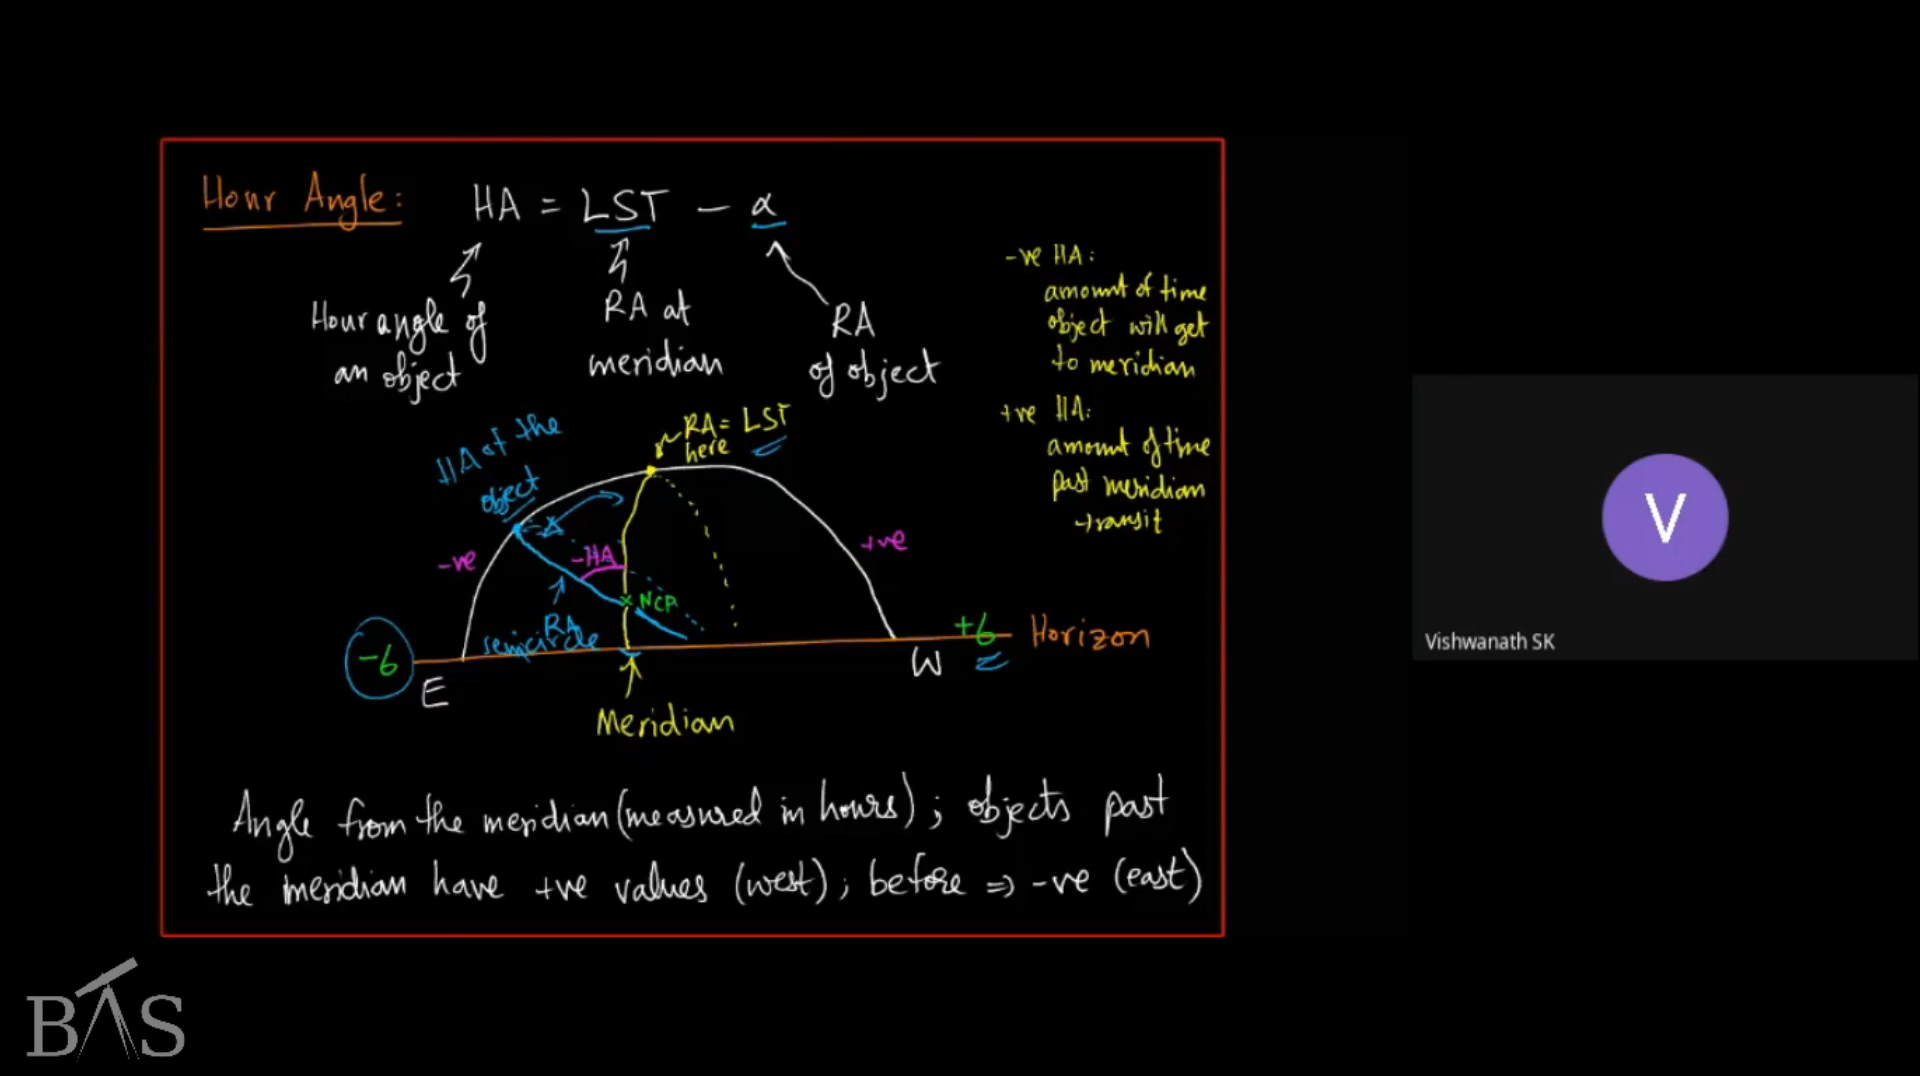 Hour Angle:
HA = LST - α
Hour angle of
an object
RA at
meridian
RA
of object
-ve HA:
amount of time
object will get
to meridian
+ve HA:
amount of time
past meridian
transit
HA of the
object
RA = LST
here
-ve
-HA
+ve
RA
semicircle
NCP
-6
+6
Horizon
E
W
Meridian
Angle from the meridian (measured in hours); objects past
the meridian have +ve values (west); before ⇒ -ve (east)
V
Vishwanath SK
BAS